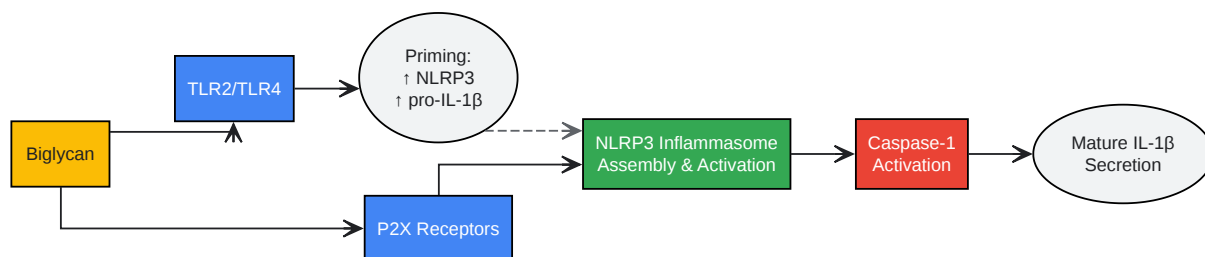 Biglycan
TLR2/TLR4
Priming:
↑ NLRP3
↑ pro-IL-1β
P2X Receptors
NLRP3 Inflammasome
Assembly & Activation
Caspase-1
Activation
Mature IL-1β
Secretion